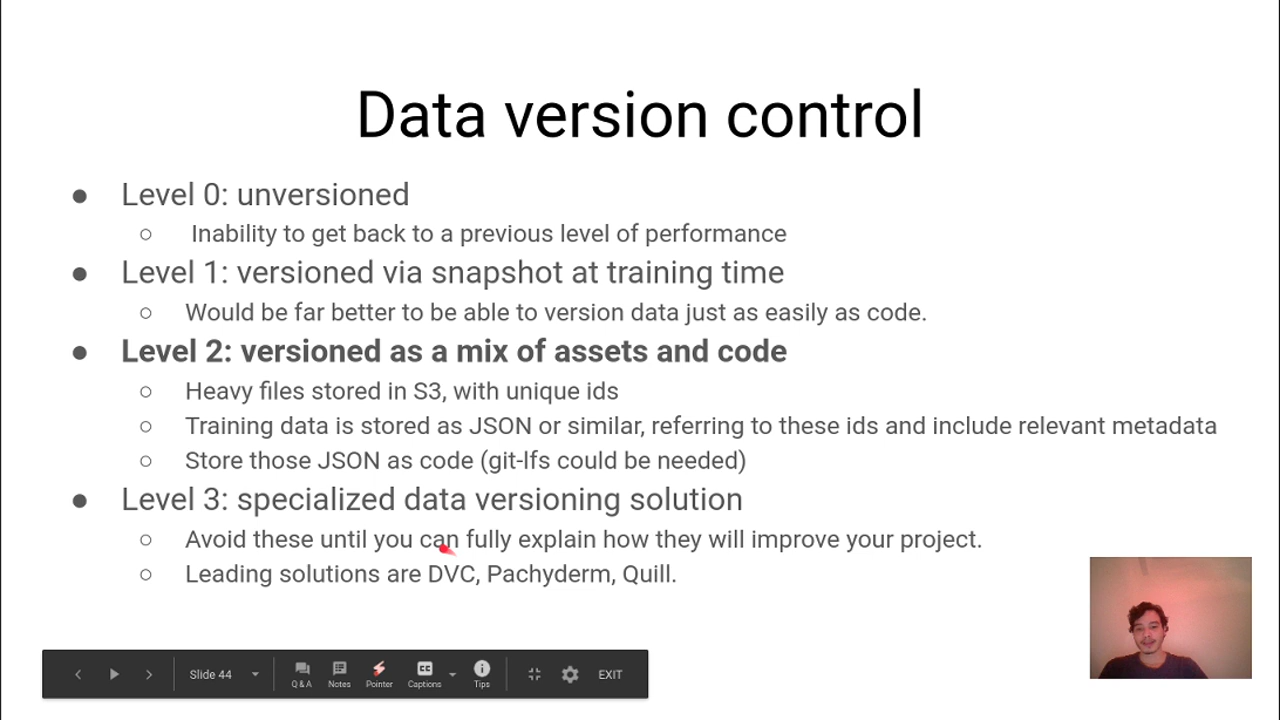 Data version control
● Level 0: unversioned
○ Inability to get back to a previous level of performance
● Level 1: versioned via snapshot at training time
○ Would be far better to be able to version data just as easily as code.
● Level 2: versioned as a mix of assets and code
○ Heavy files stored in S3, with unique ids
○ Training data is stored as JSON or similar, referring to these ids and include relevant metadata
○ Store those JSON as code (git-lfs could be needed)
● Level 3: specialized data versioning solution
○ Avoid these until you can fully explain how they will improve your project.
○ Leading solutions are DVC, Pachyderm, Quill.
Slide 44 Q & A Notes Pointer CC Captions Tips EXIT